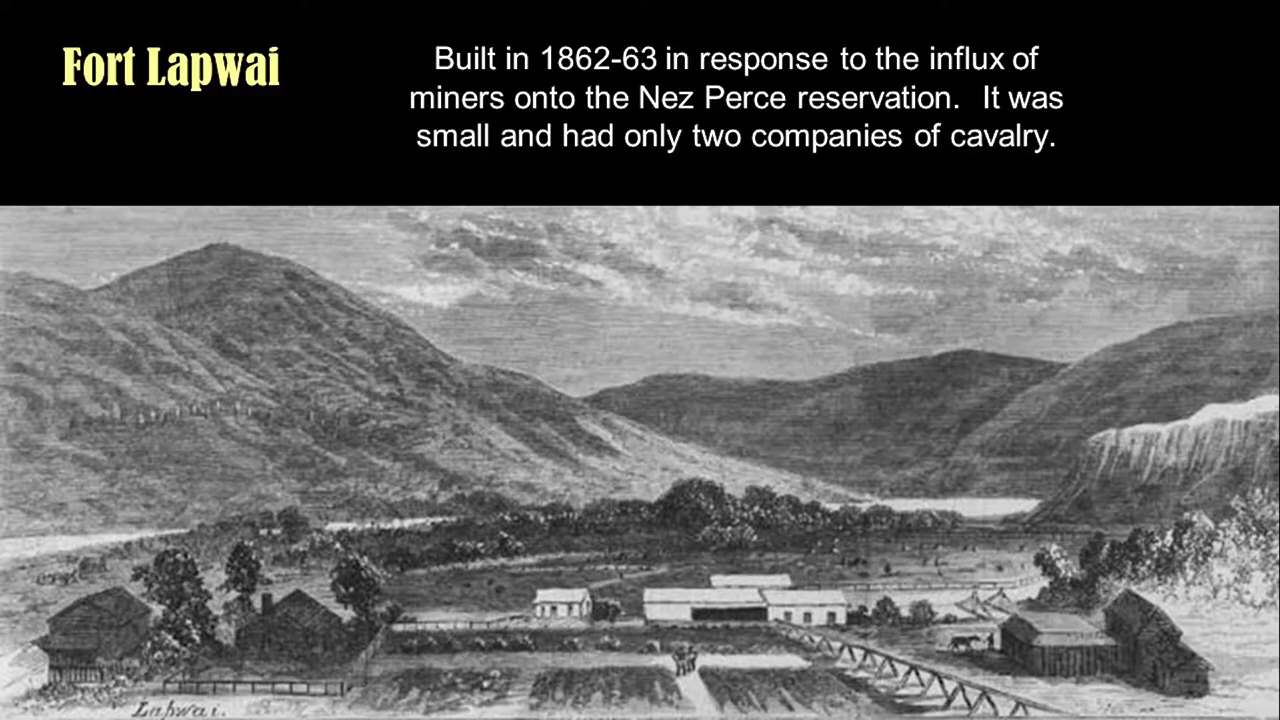 Fort Lapwai
Built in 1862-63 in response to the influx of
miners onto the Nez Perce reservation.  It was
small and had only two companies of cavalry.
Lapwai.